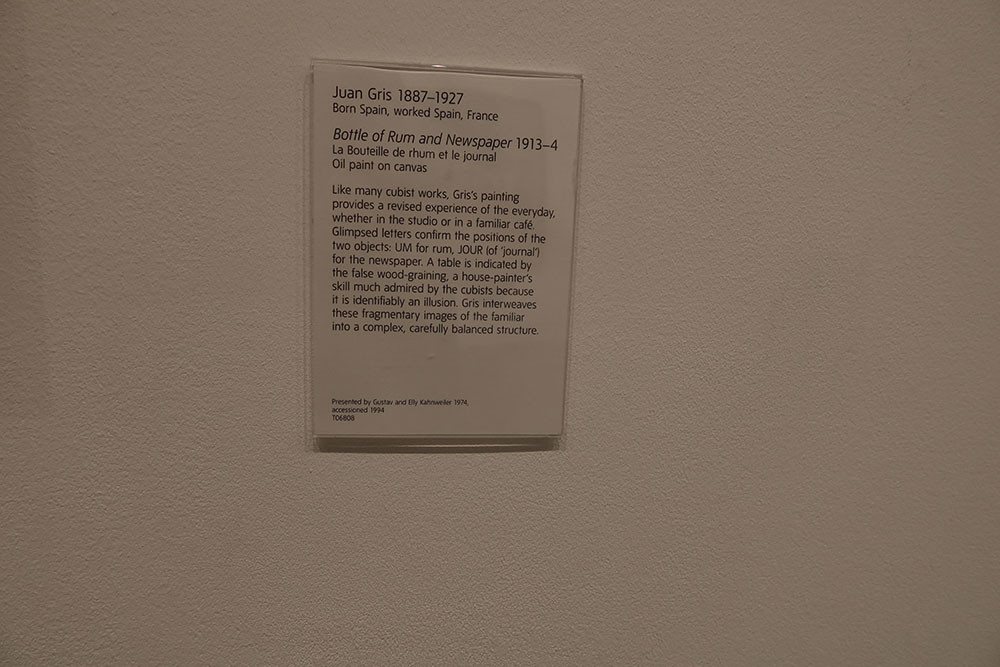 Juan Gris 1887–1927
Born Spain, worked Spain, France
Bottle of Rum and Newspaper 1913–4
La Bouteille de rhum et le journal
Oil paint on canvas
Like many cubist works, Gris's painting
provides a revised experience of the everyday,
whether in the studio or in a familiar café.
Glimpsed letters confirm the positions of the
two objects: UM for rum, JOUR (of 'journal')
for the newspaper. A table is indicated by
the false wood-graining, a house-painter's
skill much admired by the cubists because
it is identifiably an illusion. Gris interweaves
these fragmentary images of the familiar
into a complex, carefully balanced structure.
Presented by Gustav and Elly Kahnweiler 1974,
accessioned 1994
T06808